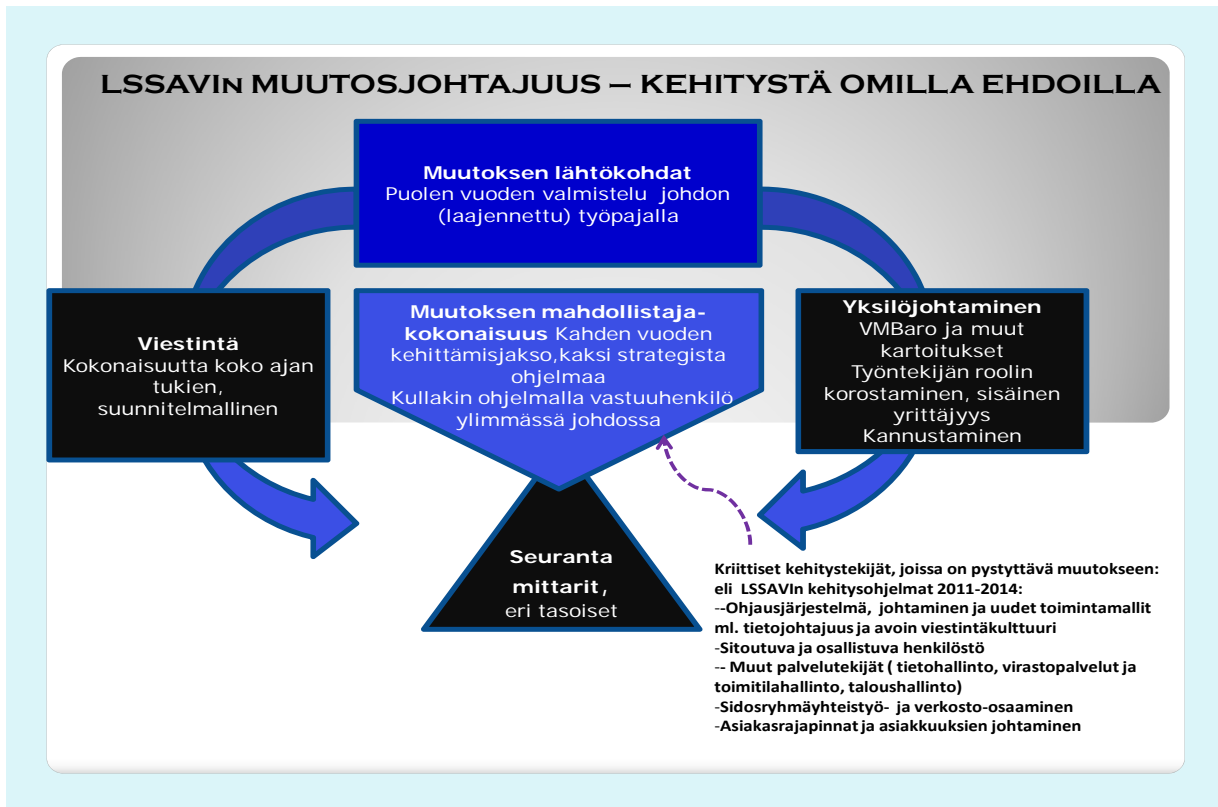 LSSAVIn MUUTOSJOHTAJUUS – KEHITYSTÄ OMILLA EHDOILLA
Muutoksen lähtökohdat
Puolen vuoden valmistelu johdon
(laajennettu) työpajalla
Viestintä
Kokonaisuutta koko ajan
tukien,
suunnitelmallinen
Muutoksen mahdollistaja-
kokonaisuus Kahden vuoden
kehittämisjakso,kaksi strategista
ohjelmaa
Kullakin ohjelmalla vastuuhenkilö
ylimmässä johdossa
Yksilöjohtaminen
VMBaro ja muut
kartoitukset
Työntekijän roolin
korostaminen, sisäinen
yrittäjyys
Kannustaminen
Seuranta
mittarit,
eri tasoiset
Kriittiset kehitystekijät, joissa on pystyttävä muutokseen:
eli LSSAVIn kehitysohjelmat 2011-2014:
--Ohjausjärjestelmä, johtaminen ja uudet toimintamallit
ml. tietojohtajuus ja avoin viestintäkulttuuri
-Sitoutuva ja osallistuva henkilöstö
-- Muut palvelutekijät ( tietohallinto, virastopalvelut ja
toimitilahallinto, taloushallinto)
-Sidosryhmäyhteistyö- ja verkosto-osaaminen
-Asiakasrajapinnat ja asiakkuuksien johtaminen